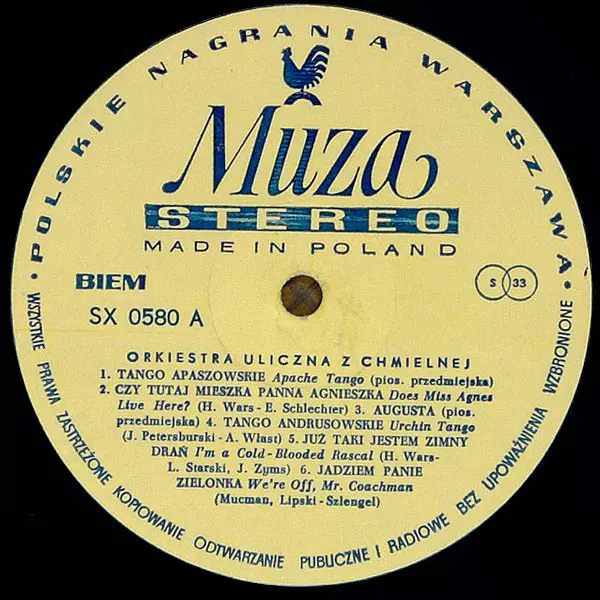 · POLSKIE NAGRANIA WARSZAWA ·
Muza
STEREO
MADE IN POLAND
BIEM
S 33
SX 0580 A
ORKIESTRA ULICZNA Z CHMIELNEJ
1. TANGO APASZOWSKIE Apache Tango (pios. przedmiejska)
2. CZY TUTAJ MIESZKA PANNA AGNIESZKA Does Miss Agnes
Live Here? (H. Wars - E. Schlechter) 3. AUGUSTA (pios.
przedmiejska) 4. TANGO ANDRUSOWSKIE Urchin Tango
(J. Petersburski - A. Włast) 5. JUŻ TAKI JESTEM ZIMNY
DRAŃ I'm a Cold-Blooded Rascal (H. Wars-
L. Starski, J. Zyms) 6. JADZIEM PANIE
ZIELONKA We're Off, Mr. Coachman
(Mucman, Lipski-Szlengel)
WSZYSTKIE PRAWA ZASTRZEŻONE KOPIOWANIE ODTWARZANIE PUBLICZNE I RADIOWE BEZ UPOWAŻNIENIA WZBRONIONE